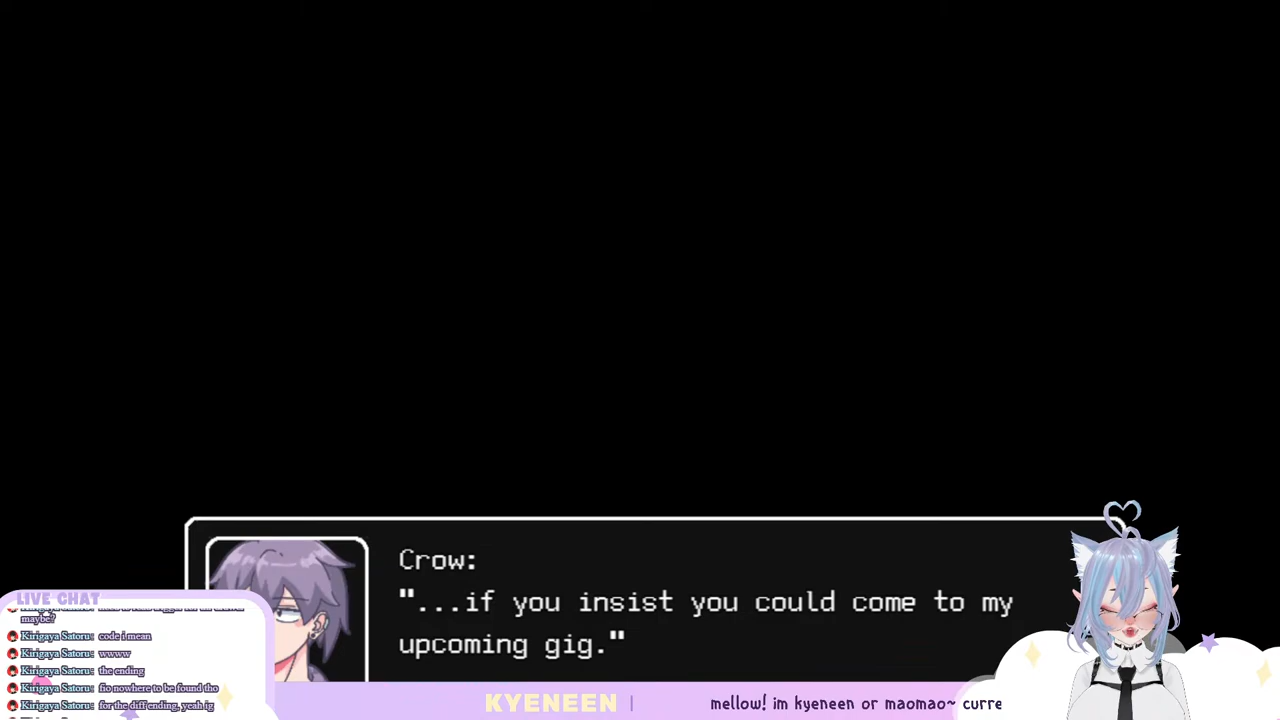 Crow:
"...if you insist you could come to my
upcoming gig."
LIVE CHAT
maybe?
Kirigaya Satoru: code i mean
Kirigaya Satoru: wwww
Kirigaya Satoru: the ending
Kirigaya Satoru: fio nowhere to be found tho
Kirigaya Satoru: for the diff ending, yeah ig
KYENEEN | mellow! im kyeneen or maomao~ curre